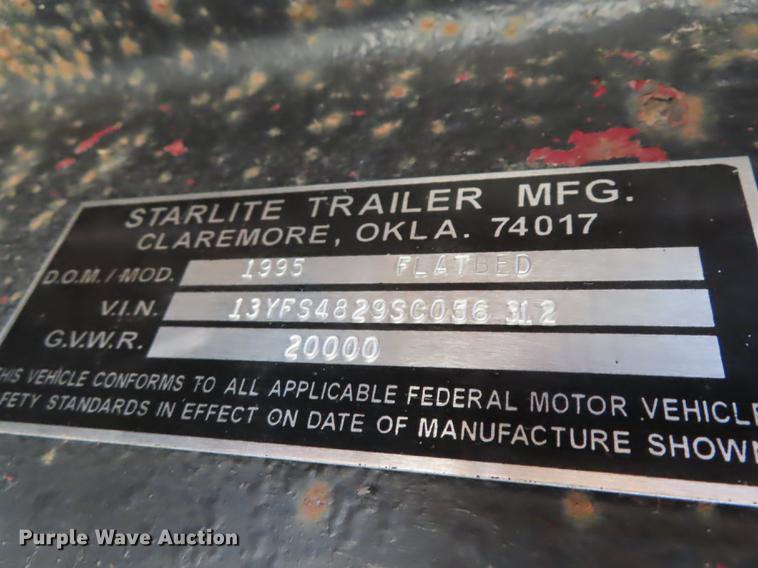 STARLITE TRAILER MFG.
CLAREMORE, OKLA. 74017
D.O.M./MOD. 1995 FLATBED
V.I.N. 13YFS4829SC056312
G.V.W.R. 20000
THIS VEHICLE CONFORMS TO ALL APPLICABLE FEDERAL MOTOR VEHICLE
SAFETY STANDARDS IN EFFECT ON DATE OF MANUFACTURE SHOWN
Purple Wave Auction